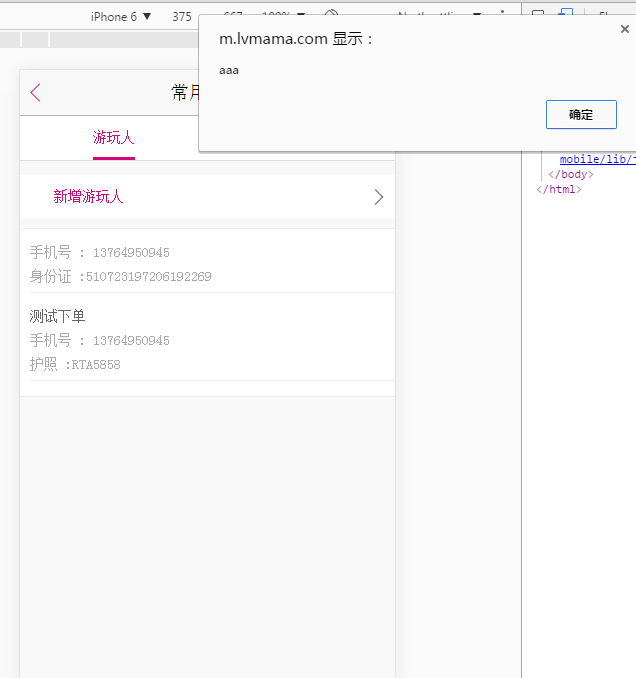 iPhone 6 ▼ 375
m.lvmama.com 显示：
aaa
确定
常用
游玩人
新增游玩人
手机号 : 13764950945
身份证 :510723197206192269
测试下单
手机号 : 13764950945
护照 :RTA5858
mobile/lib/
</body>
</html>